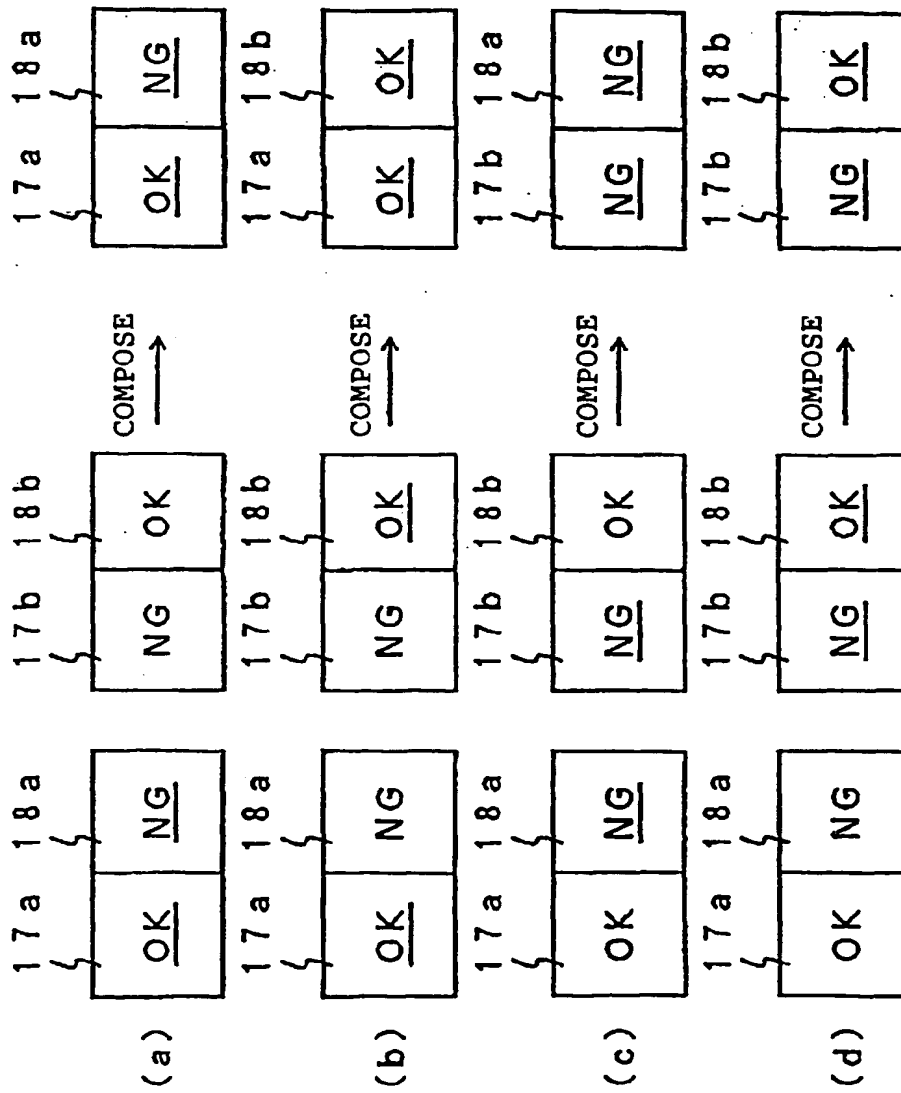 17a 18a 17b 18b 17a 18a
(a) OK NG NG OK COMPOSE OK NG
17a 18a 17b 18b 17a 18b
(b) OK NG NG OK COMPOSE OK OK
17a 18a 17b 18b 17b 18a
(c) OK NG NG OK COMPOSE NG NG
17a 18a 17b 18b 17b 18b
(d) OK NG NG OK COMPOSE NG OK